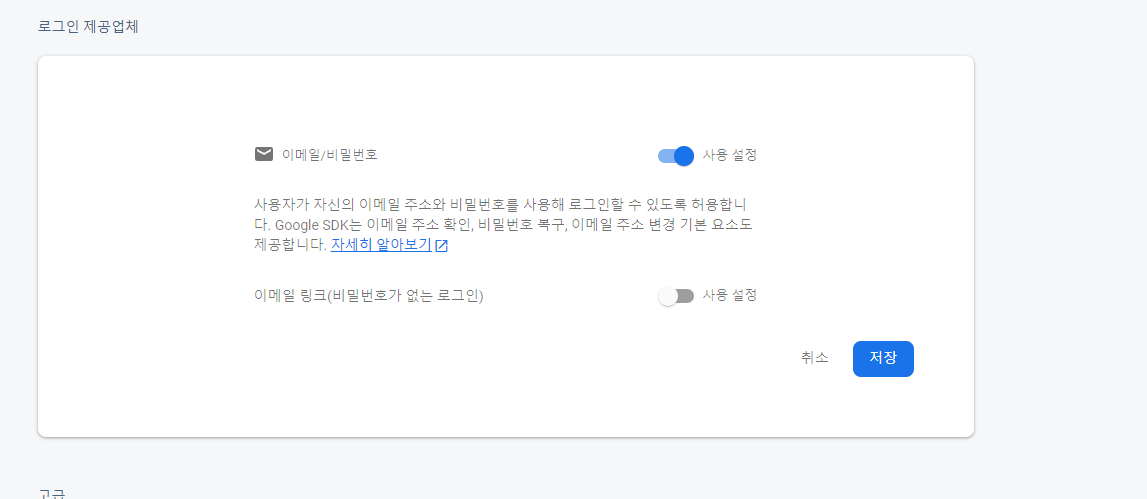 로그인 제공업체
이메일/비밀번호
사용 설정
사용자가 자신의 이메일 주소와 비밀번호를 사용해 로그인할 수 있도록 허용합니
다. Google SDK는 이메일 주소 확인, 비밀번호 복구, 이메일 주소 변경 기본 요소도
제공합니다. 자세히 알아보기
이메일 링크(비밀번호가 없는 로그인)
사용 설정
취소
저장
고급